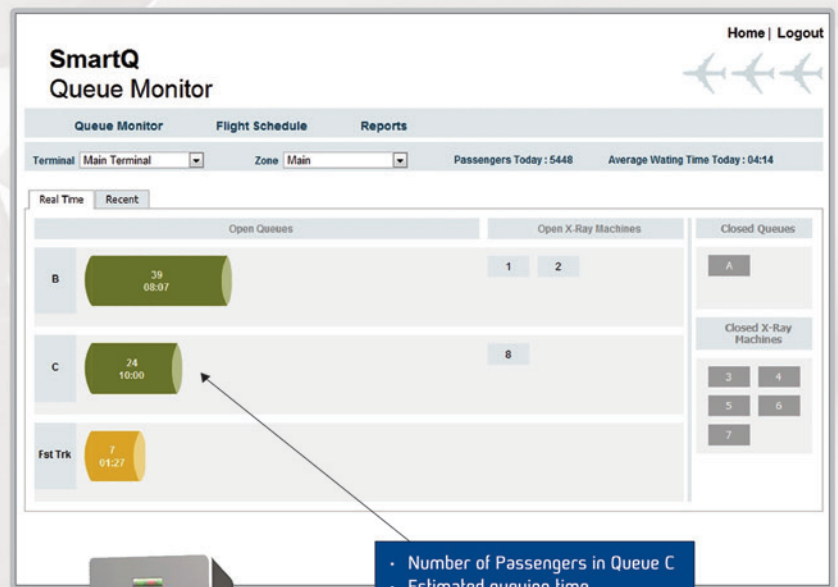 Home | Logout
SmartQ
Queue Monitor
Queue Monitor Flight Schedule Reports
Terminal Main Terminal Zone Main Passengers Today : 5448 Average Wating Time Today : 04:14
Real Time Recent
Open Queues Open X-Ray Machines Closed Queues
B 39 1 2 A
08:07
Closed X-Ray
Machines
C 24 8
10:00
3 4
5 6
7
Fst Trk 7
01:27
• Number of Passengers in Queue C
• Estimated queuing time